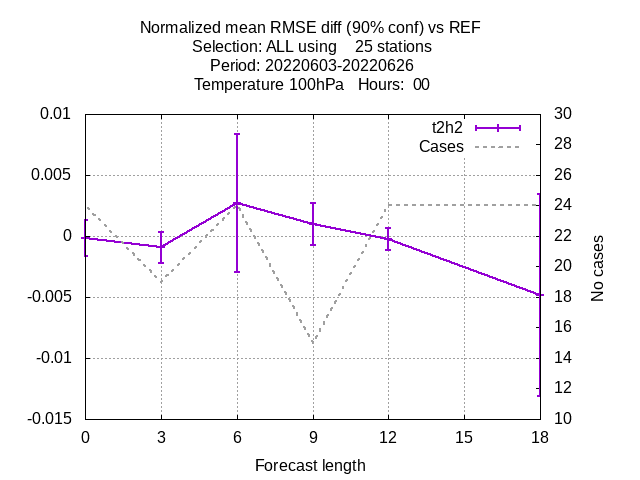 Normalized mean RMSE diff (90% conf) vs REF
Selection: ALL using    25 stations
Period: 20220603-20220626
Temperature 100hPa   Hours:  00
t2h2
Cases
0.01
0.005
0
-0.005
-0.01
-0.015
30
28
26
24
22
20
18
16
14
12
10
No cases
0 3 6 9 12 15 18
Forecast length